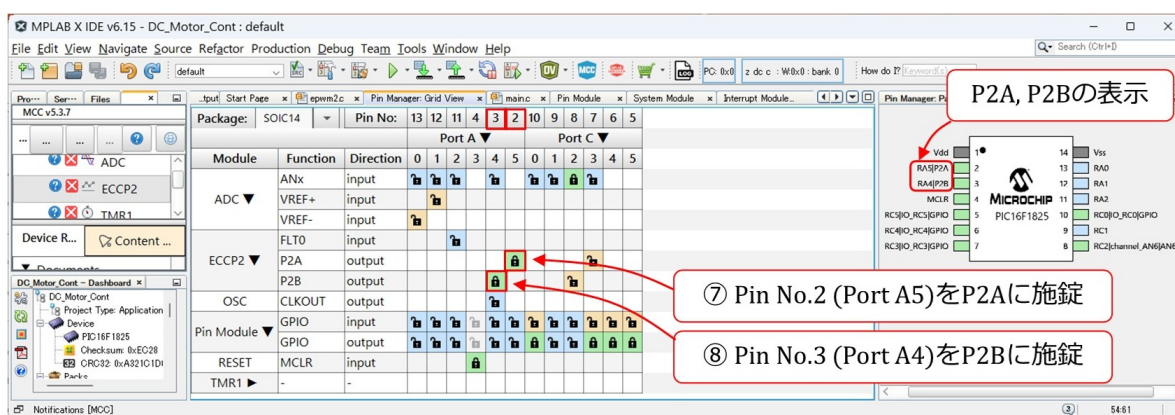 MPLAB X IDE v6.15 - DC_Motor_Cont : default
File Edit View Navigate Source Refactor Production Debug Team Tools Window Help
Search (Ctrl+I)
default
PC: 0x0
z dc c : W:0x0 : bank 0
How do I? Keyword(s)
Pro··· Ser··· Files
MCC v5.3.7
... ... ... ...
ADC
ECCP2
TMR1
Device R... Content ...
Documents
DC_Motor_Cont - Dashboard
DC_Motor_Cont
Project Type: Application
Device
PIC16F1825
Checksum: 0xEC28
CRC32: 0xA321C1D
Packs
...tput Start Page epwm2.c Pin Manager: Grid View main.c Pin Module System Module Interrupt Module...
Package: SOIC14 Pin No: 13 12 11 4 3 2 10 9 8 7 6 5
Port A ▼ Port C ▼
Module Function Direction 0 1 2 3 4 5 0 1 2 3 4 5
ADC ▼
ANx input
VREF+ input
VREF- input
ECCP2 ▼
FLT0 input
P2A output
P2B output
OSC CLKOUT output
Pin Module ▼
GPIO input
GPIO output
RESET MCLR input
TMR1 ▶ - -
Pin Manager: Pa
P2A, P2Bの表示
Vdd 1 14 Vss
RA5|P2A 2 13 RA0
RA4|P2B 3 12 RA1
MCLR 4 MICROCHIP 11 RA2
RC5|IO_RC5|GPIO 5 PIC16F1825 10 RC0|IO_RC0|GPIO
RC4|IO_RC4|GPIO 6 9 RC1
RC3|IO_RC3|GPIO 7 8 RC2|channel_AN6|AN6
⑦ Pin No.2 (Port A5)をP2Aに施錠
⑧ Pin No.3 (Port A4)をP2Bに施錠
Notifications [MCC]
3 54:61